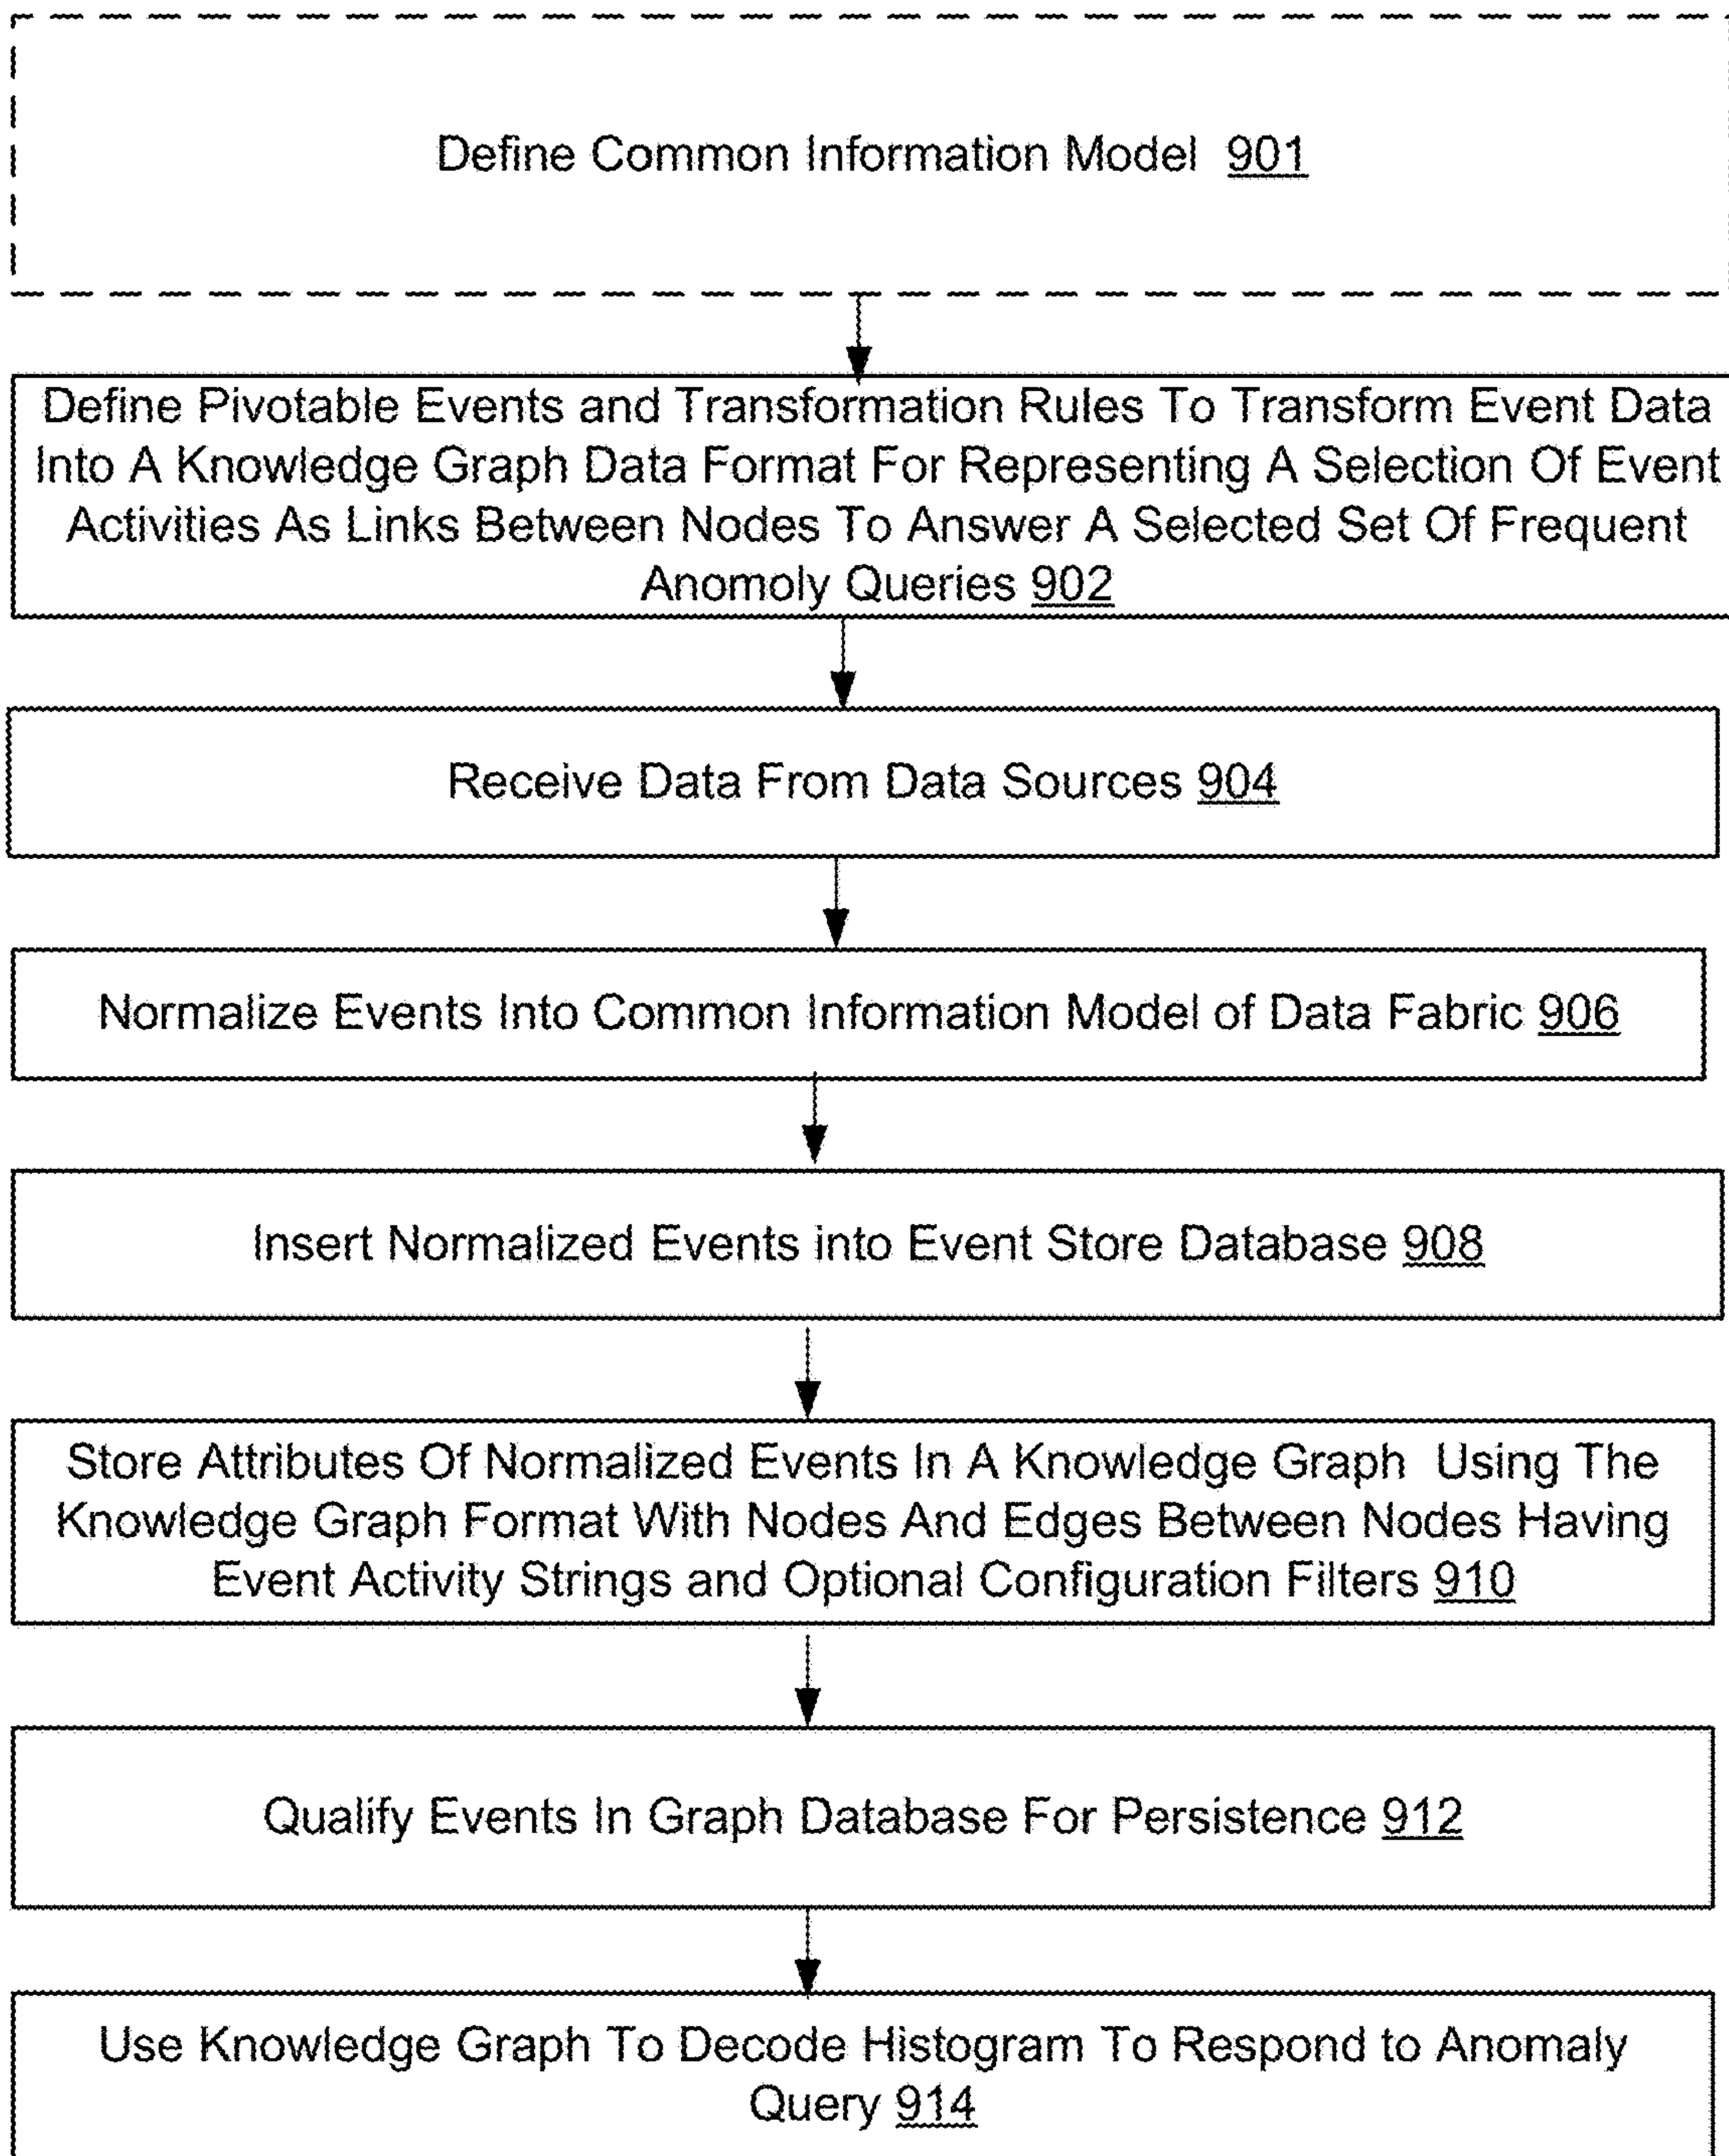 Define Common Information Model 901
Define Pivotable Events and Transformation Rules To Transform Event Data
Into A Knowledge Graph Data Format For Representing A Selection Of Event
Activities As Links Between Nodes To Answer A Selected Set Of Frequent
Anomoly Queries 902
Receive Data From Data Sources 904
Normalize Events Into Common Information Model of Data Fabric 906
Insert Normalized Events into Event Store Database 908
Store Attributes Of Normalized Events In A Knowledge Graph Using The
Knowledge Graph Format With Nodes And Edges Between Nodes Having
Event Activity Strings and Optional Configuration Filters 910
Qualify Events In Graph Database For Persistence 912
Use Knowledge Graph To Decode Histogram To Respond to Anomaly
Query 914